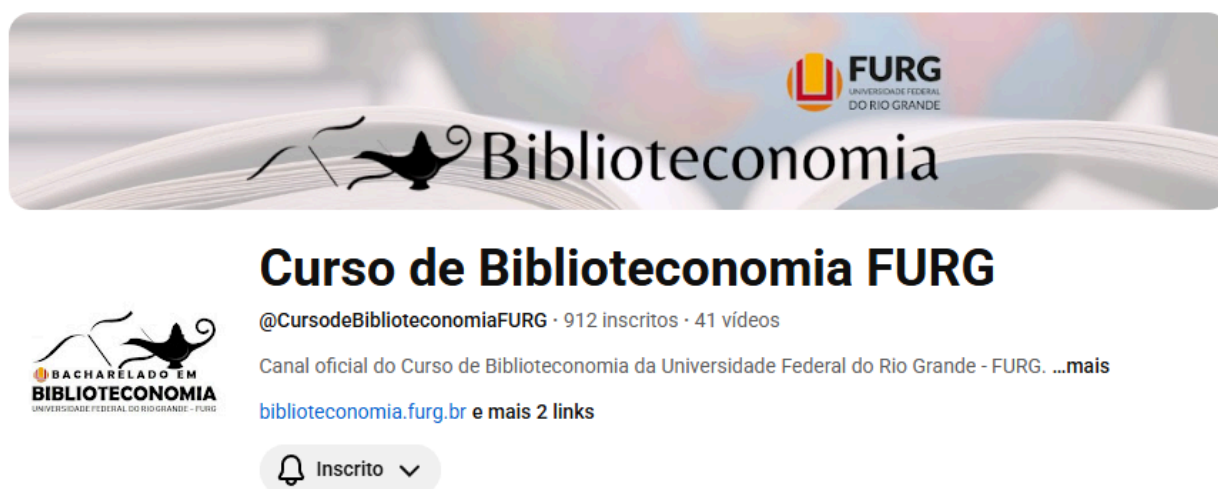 FURG
UNIVERSIDADE FEDERAL
DO RIO GRANDE
Biblioteconomia
Curso de Biblioteconomia FURG
@CursodeBiblioteconomiaFURG · 912 inscritos · 41 vídeos
Canal oficial do Curso de Biblioteconomia da Universidade Federal do Rio Grande - FURG. ...mais
BACHARELADO EM
BIBLIOTECONOMIA
UNIVERSIDADE FEDERAL DO RIO GRANDE - FURG
biblioteconomia.furg.br e mais 2 links
Inscrito